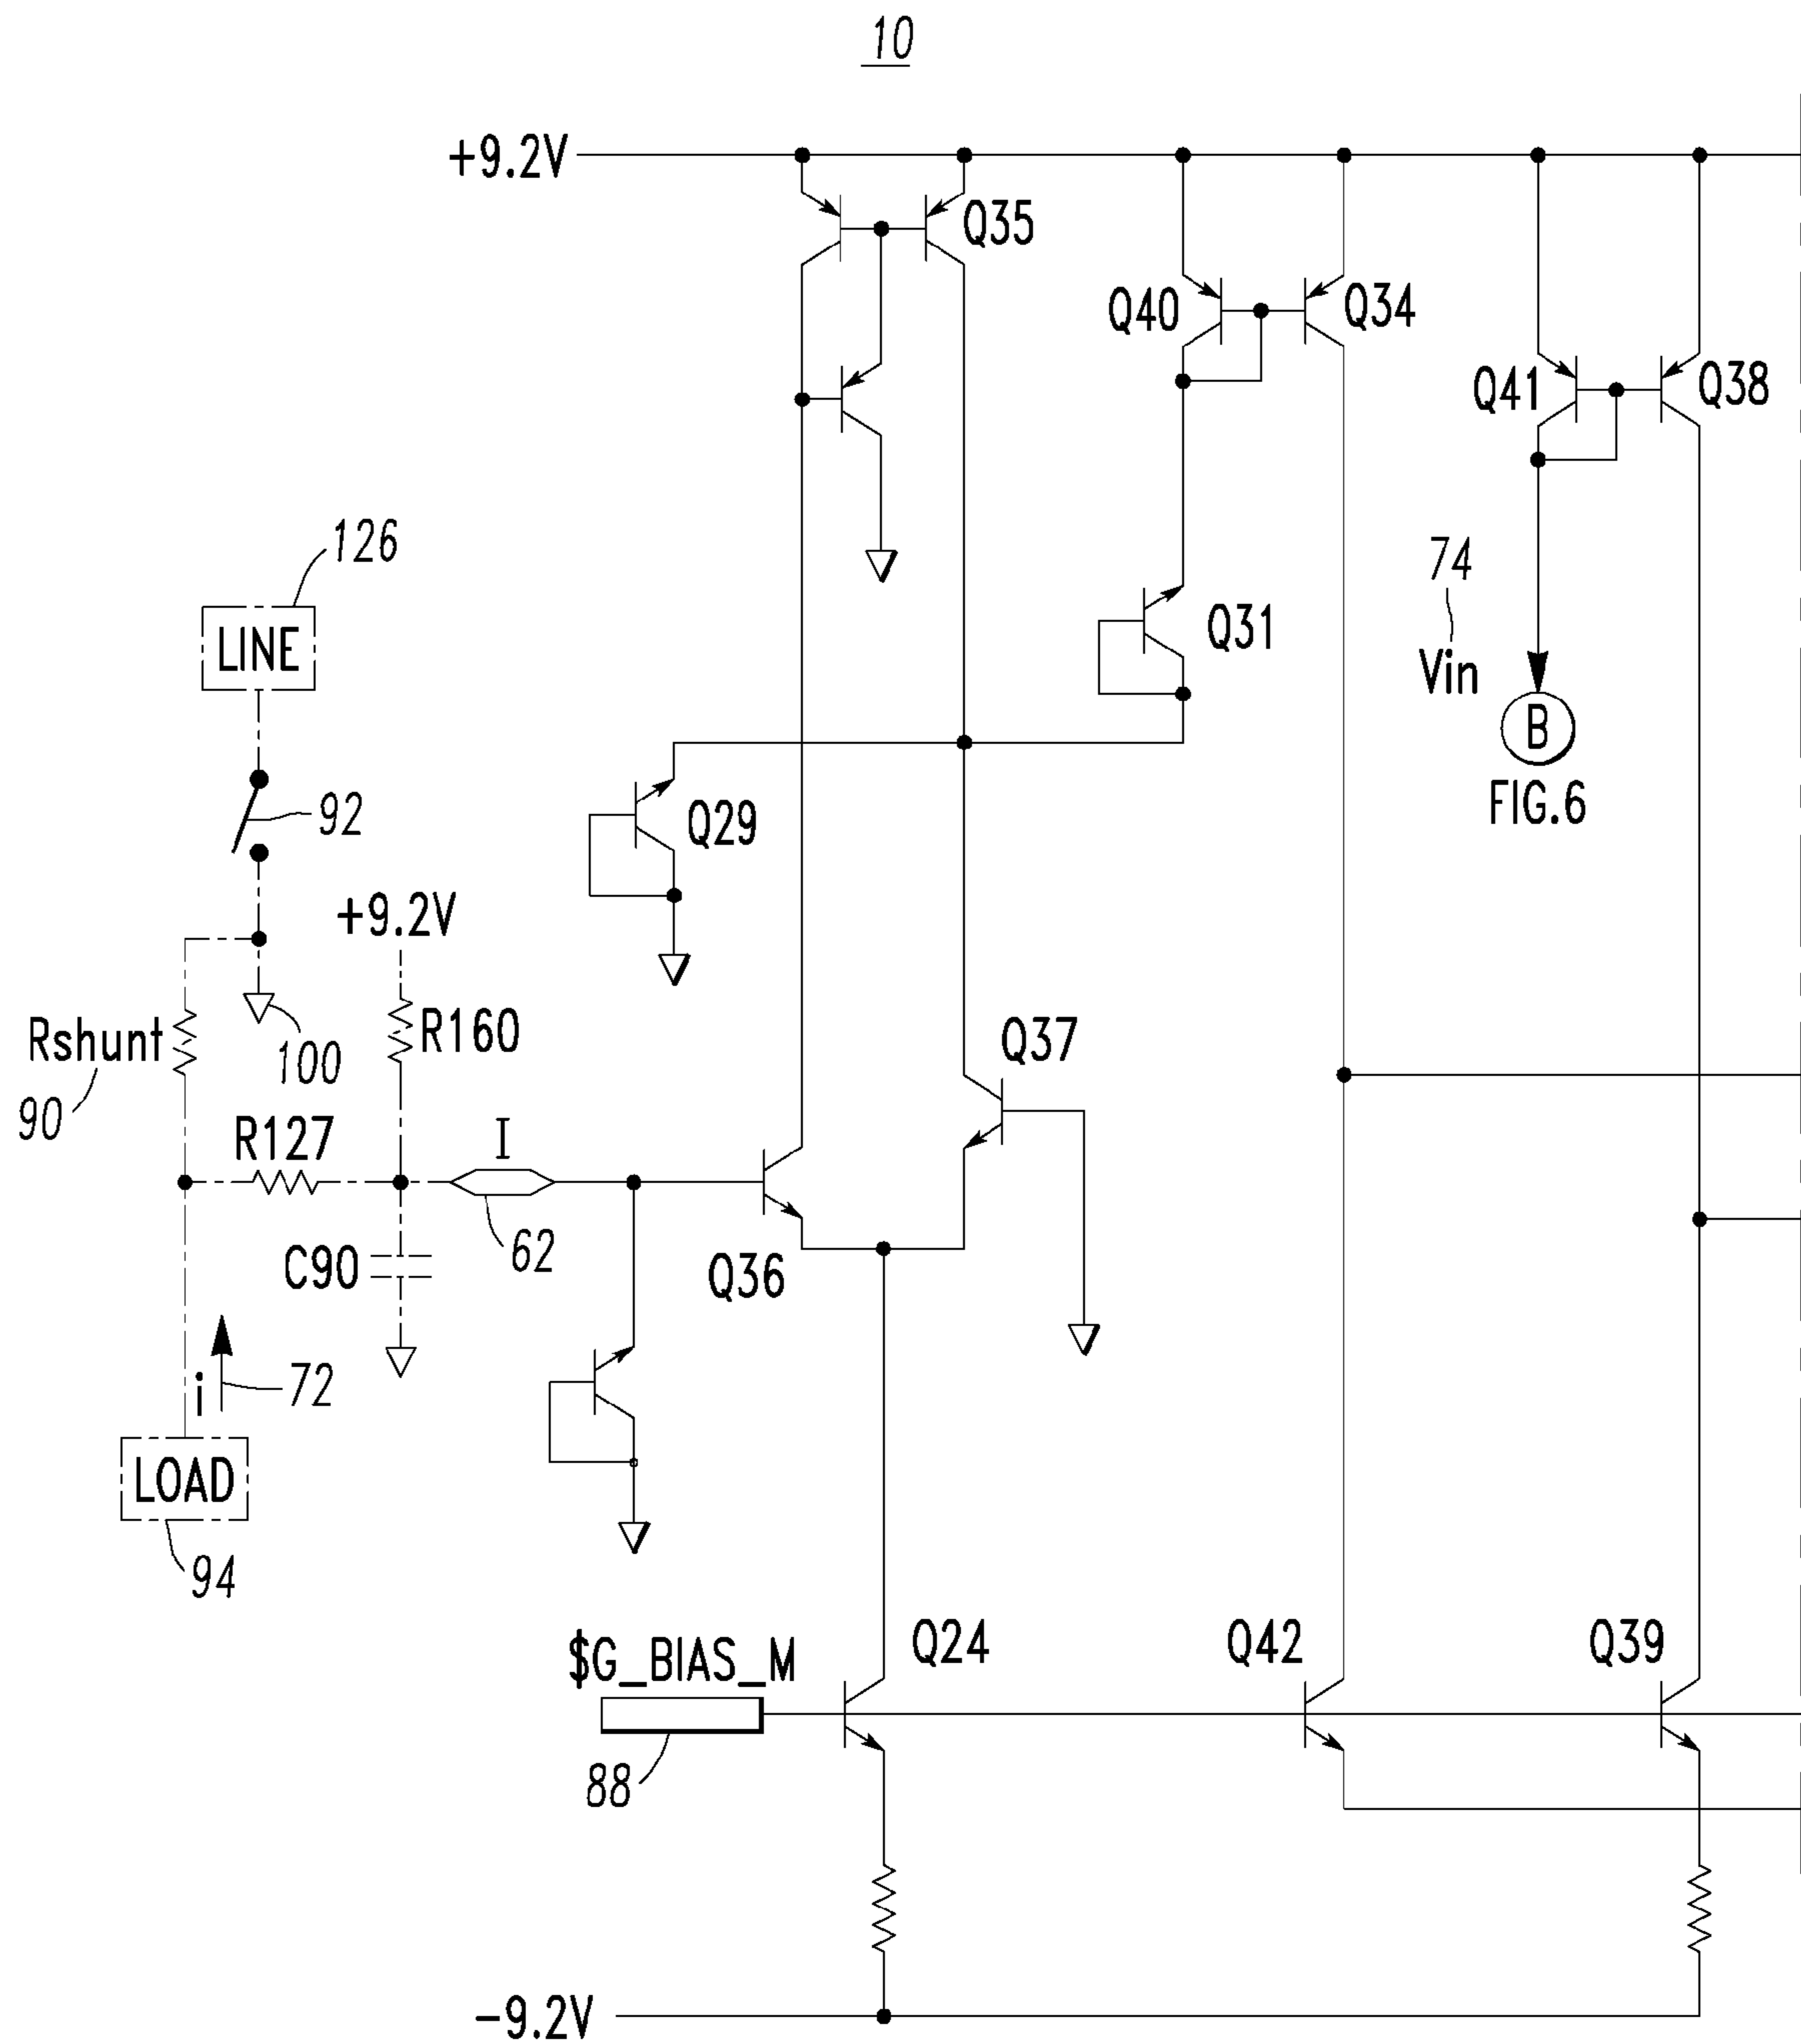 10
+9.2V
Q35
Q40
Q34
Q41
Q38
126
LINE
Q31
74
Vin
B
FIG.6
92
Q29
+9.2V
Rshunt
90
100
R160
Q37
R127
I
62
C90
Q36
i
72
LOAD
94
$G_BIAS_M
88
Q24
Q42
Q39
-9.2V